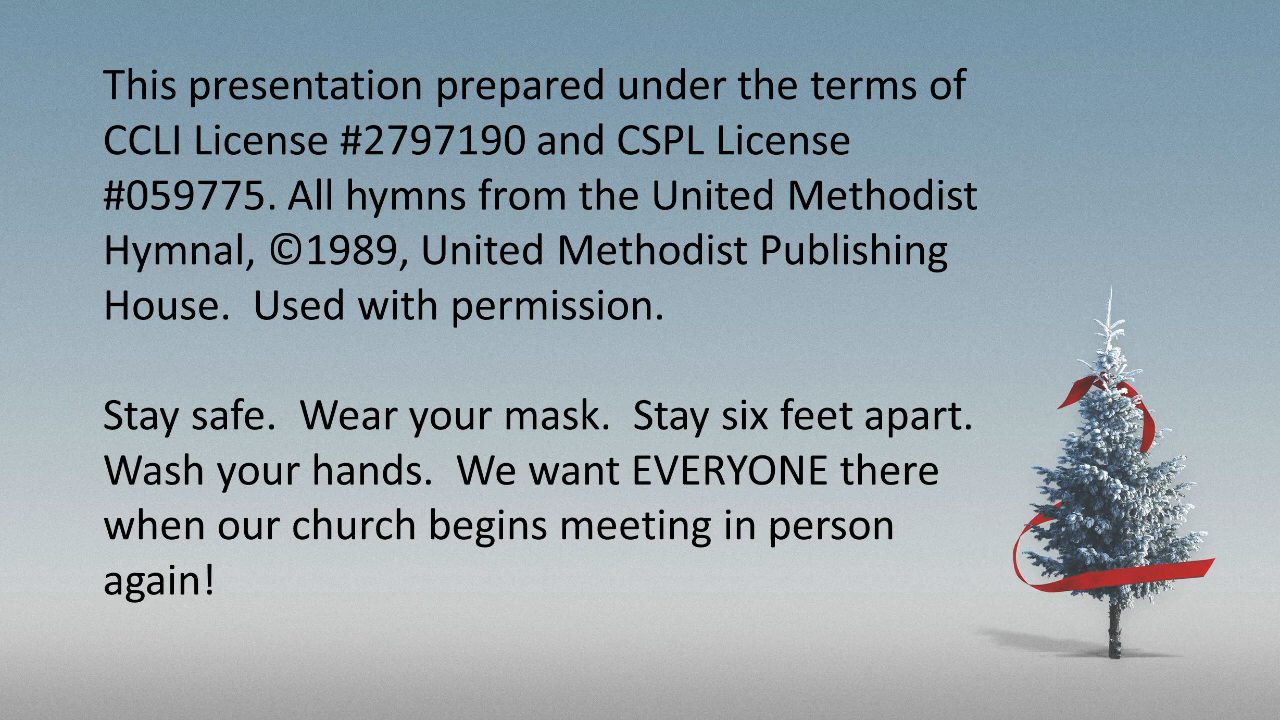 This presentation prepared under the terms of
CCLI License #2797190 and CSPL License
#059775. All hymns from the United Methodist
Hymnal, ©1989, United Methodist Publishing
House.  Used with permission.
Stay safe.  Wear your mask.  Stay six feet apart.
Wash your hands.  We want EVERYONE there
when our church begins meeting in person
again!